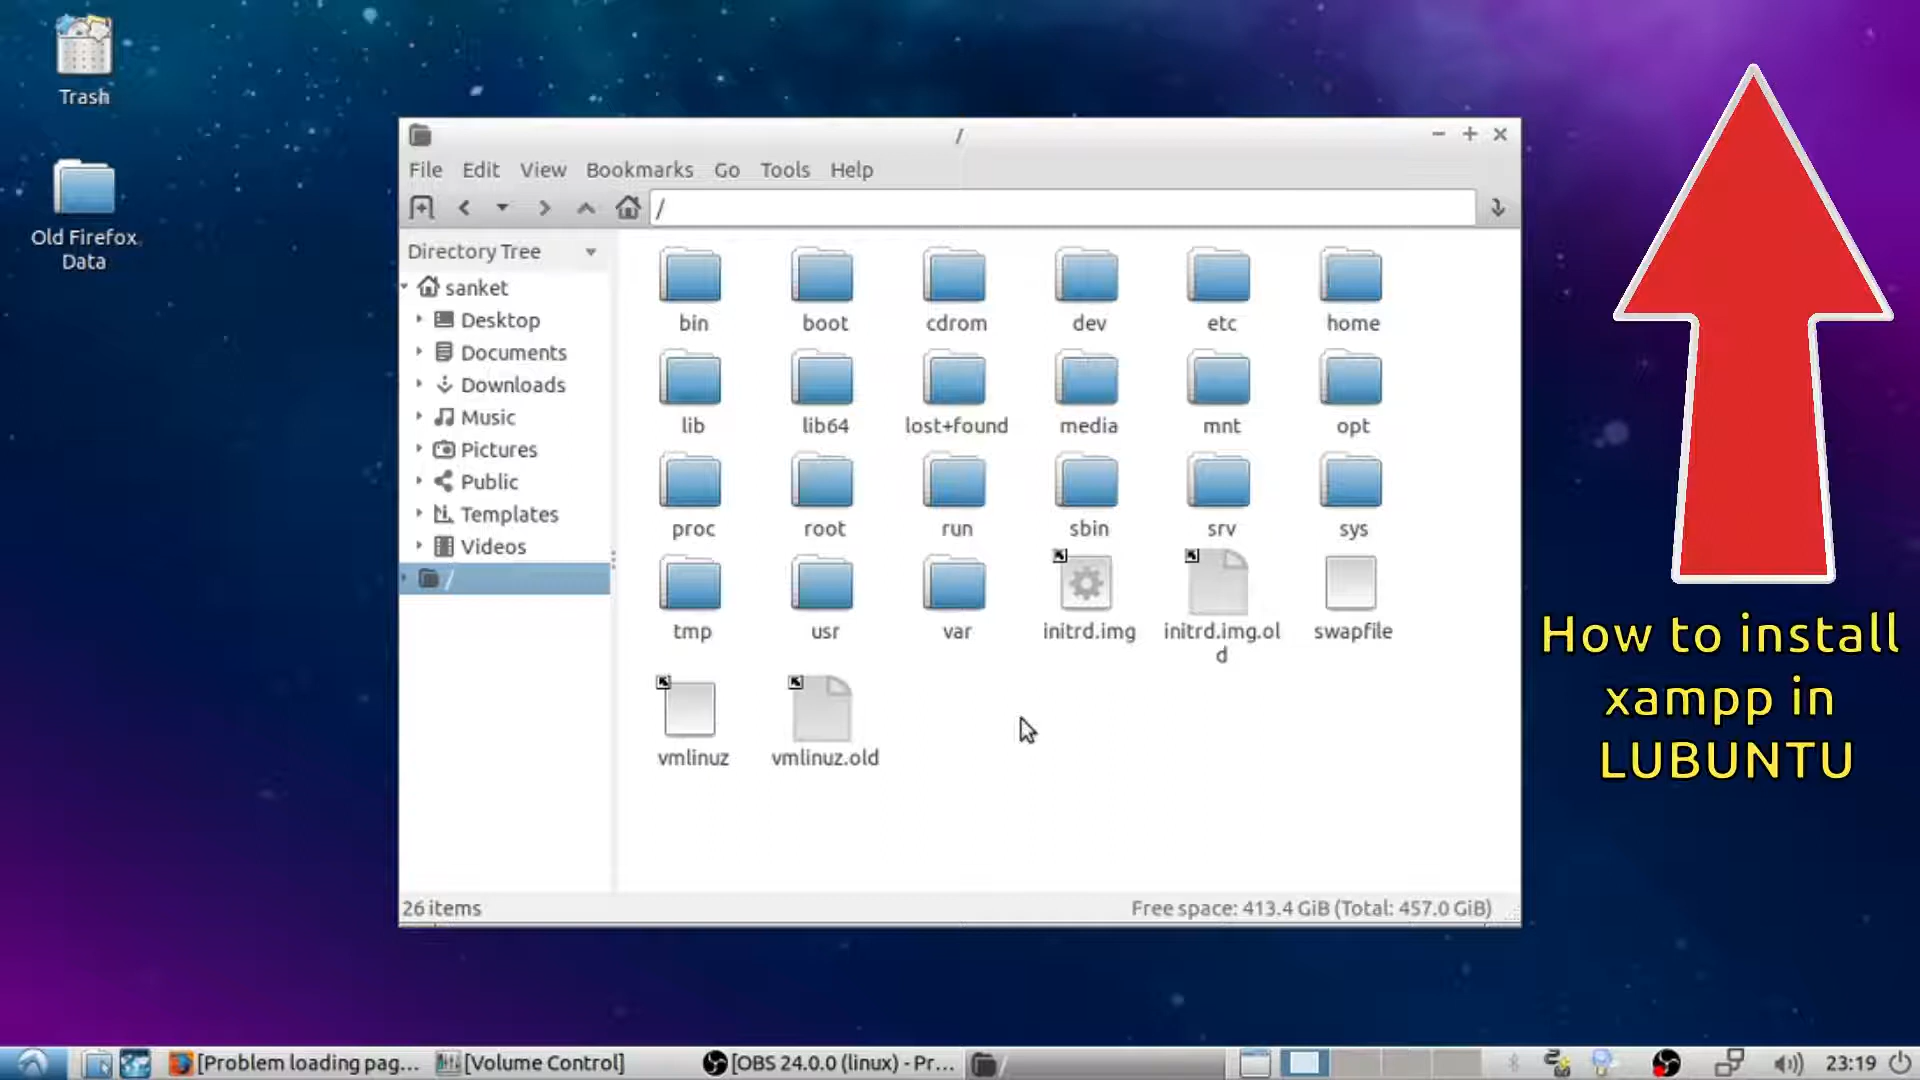 Trash
Old Firefox
Data
/
File Edit View Bookmarks Go Tools Help
/
Directory Tree
sanket
Desktop
Documents
Downloads
Music
Pictures
Public
Templates
Videos
/
bin boot cdrom dev etc home
lib lib64 lost+found media mnt opt
proc root run sbin srv sys
tmp usr var initrd.img initrd.img.ol swapfile
d
vmlinuz vmlinuz.old
26 items Free space: 413.4 GiB (Total: 457.0 GiB)
How to install
xampp in
LUBUNTU
[Problem loading pag... [Volume Control] [OBS 24.0.0 (linux) - Pr... / 23:19